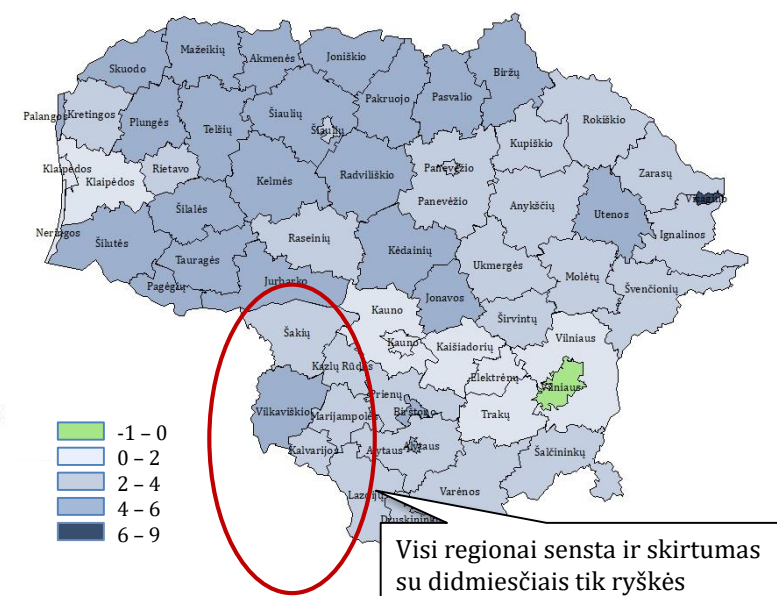 Mažeikių
Akmenės
Joniškio
Skuodo
Biržų
Pakruojo
Pasvalio
Palangos
Kretingos
Plungės
Telšių
Šiaulių
Šiaulių
Rokiškio
Kupiškio
Klaipėdos
Klaipėdos
Rietavo
Kelmės
Radviliškio
Panevėžio
Panevėžio
Zarasų
Visagino
Anykščių
Utenos
Ignalinos
Neringos
Šilutės
Šilalės
Raseinių
Kėdainių
Tauragės
Ukmergės
Molėtų
Švenčionių
Pagėgių
Jurbarko
Jonavos
Kauno
Širvintų
Šakių
Kauno
Kaišiadorių
Vilniaus
Kazlų Rūdos
Elektrėnų
Vilniaus
Prienų
Vilkaviškio
Marijampolės
Birštono
Trakų
Kalvarijos
Alytaus
Alytaus
Šalčininkų
Lazdijų
Varėnos
Druskininkų
-1 – 0
0 – 2
2 – 4
4 – 6
6 – 9
Visi regionai sensta ir skirtumas
su didmiesčiais tik ryškės